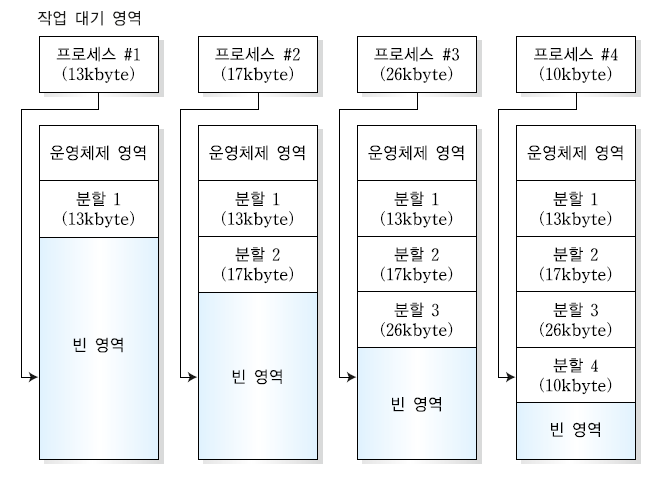 작업 대기 영역
프로세스 #1
(13kbyte)
프로세스 #2
(17kbyte)
프로세스 #3
(26kbyte)
프로세스 #4
(10kbyte)
운영체제 영역
분할 1
(13kbyte)
빈 영역
운영체제 영역
분할 1
(13kbyte)
분할 2
(17kbyte)
빈 영역
운영체제 영역
분할 1
(13kbyte)
분할 2
(17kbyte)
분할 3
(26kbyte)
빈 영역
운영체제 영역
분할 1
(13kbyte)
분할 2
(17kbyte)
분할 3
(26kbyte)
분할 4
(10kbyte)
빈 영역